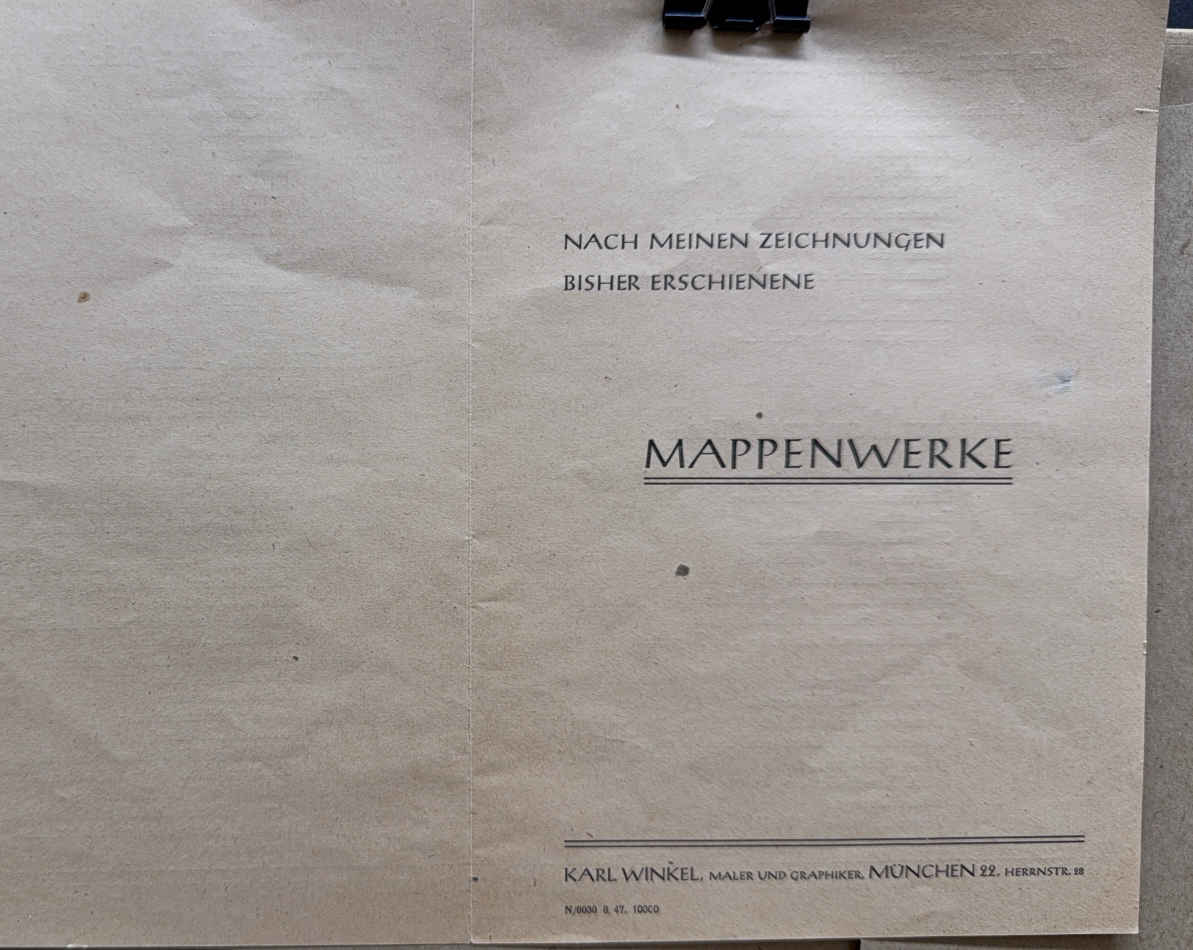 NACH MEINEN ZEICHNUNGEN
BISHER ERSCHIENENE
MAPPENWERKE
KARL WINKEL, MALER UND GRAPHIKER, MÜNCHEN 22, HERRNSTR. 28
N/0030 8. 47. 10000